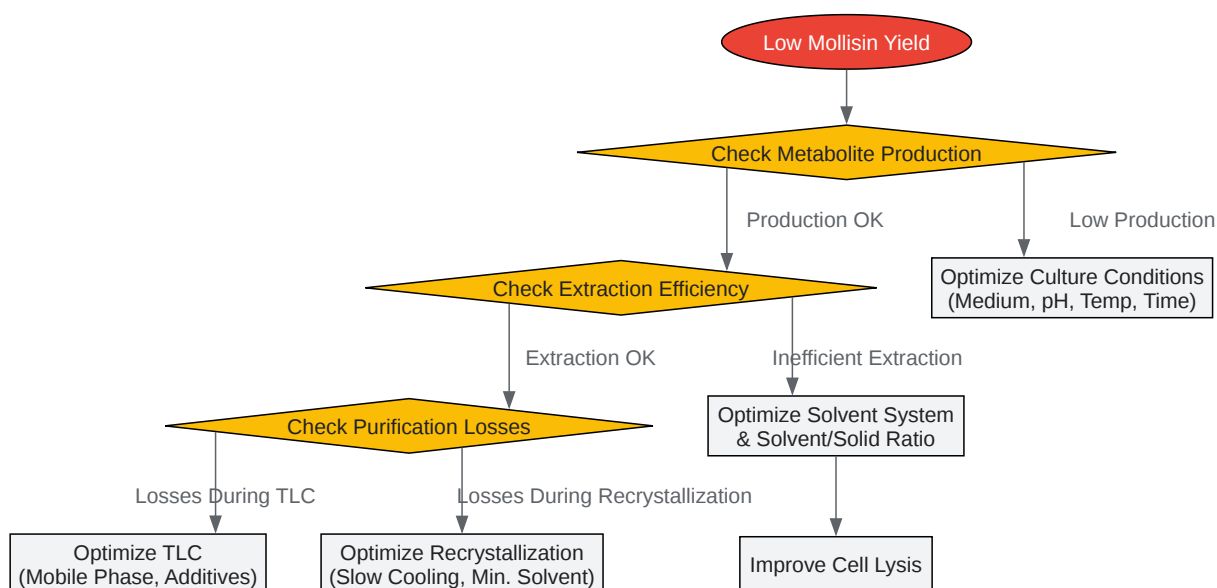 Low Mollisin Yield
Check Metabolite Production
Production OK
Low Production
Optimize Culture Conditions
(Medium, pH, Temp, Time)
Check Extraction Efficiency
Extraction OK
Inefficient Extraction
Optimize Solvent System
& Solvent/Solid Ratio
Check Purification Losses
Losses During TLC
Losses During Recrystallization
Optimize TLC
(Mobile Phase, Additives)
Optimize Recrystallization
(Slow Cooling, Min. Solvent)
Improve Cell Lysis